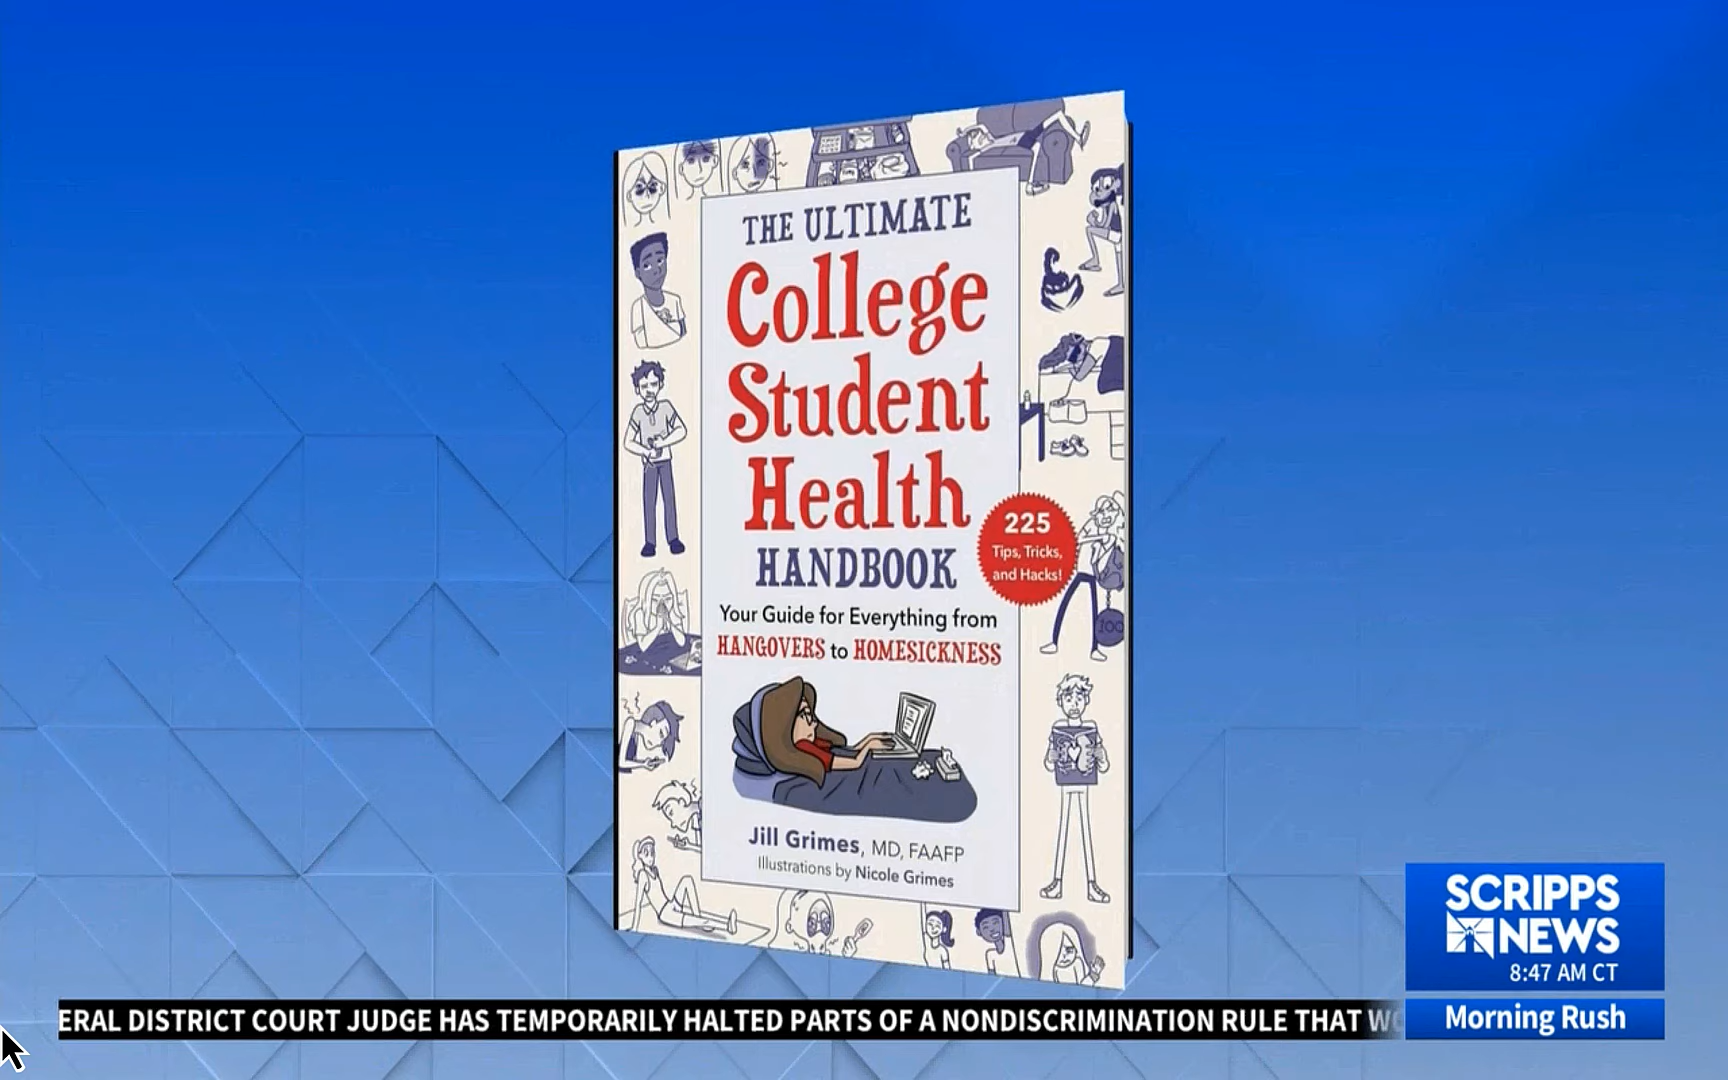 THE ULTIMATE
College
Student
Health
HANDBOOK
225
Tips, Tricks,
and Hacks!
Your Guide for Everything from
HANGOVERS to HOMESICKNESS
100
Jill Grimes, MD, FAAFP
Illustrations by Nicole Grimes
SCRIPPS
NEWS
8:47 AM CT
ERAL DISTRICT COURT JUDGE HAS TEMPORARILY HALTED PARTS OF A NONDISCRIMINATION RULE THAT
Morning Rush